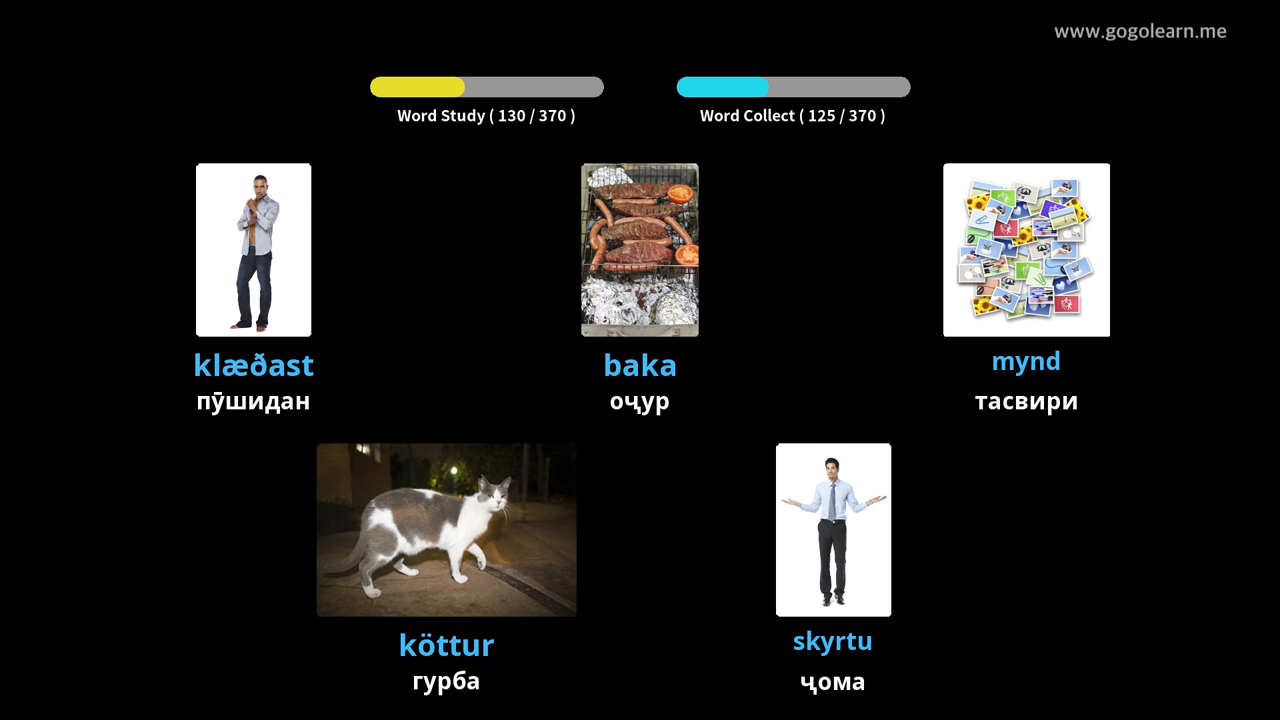 www.gogolearn.me
Word Study ( 130 / 370 )
Word Collect ( 125 / 370 )
klæðast
пӯшидан
baka
оҷур
mynd
тасвири
köttur
гурба
skyrtu
ҷома